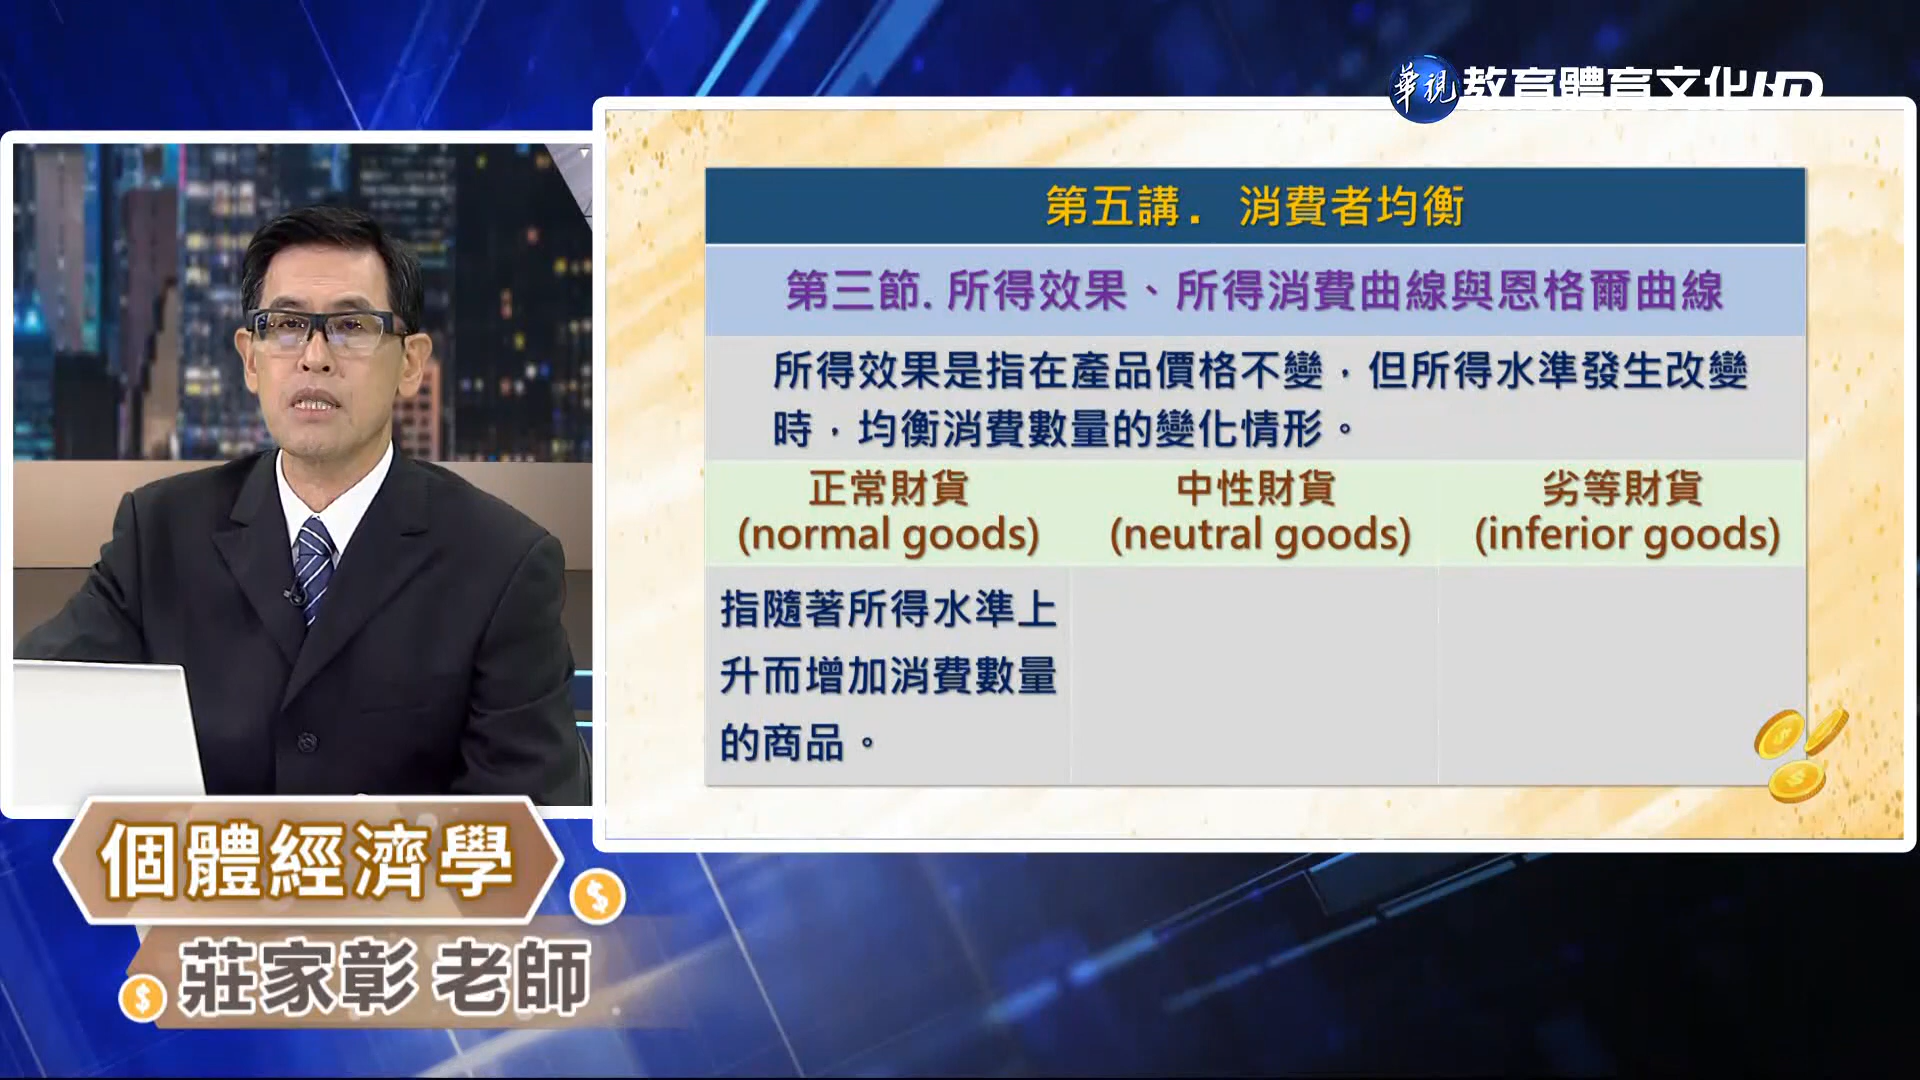 華視 教育體育文化HD
第五講. 消費者均衡
第三節. 所得效果、所得消費曲線與恩格爾曲線
所得效果是指在產品價格不變，但所得水準發生改變
時，均衡消費數量的變化情形。
正常財貨
(normal goods)
中性財貨
(neutral goods)
劣等財貨
(inferior goods)
指隨著所得水準上
升而增加消費數量
的商品。
個體經濟學
莊家彰 老師